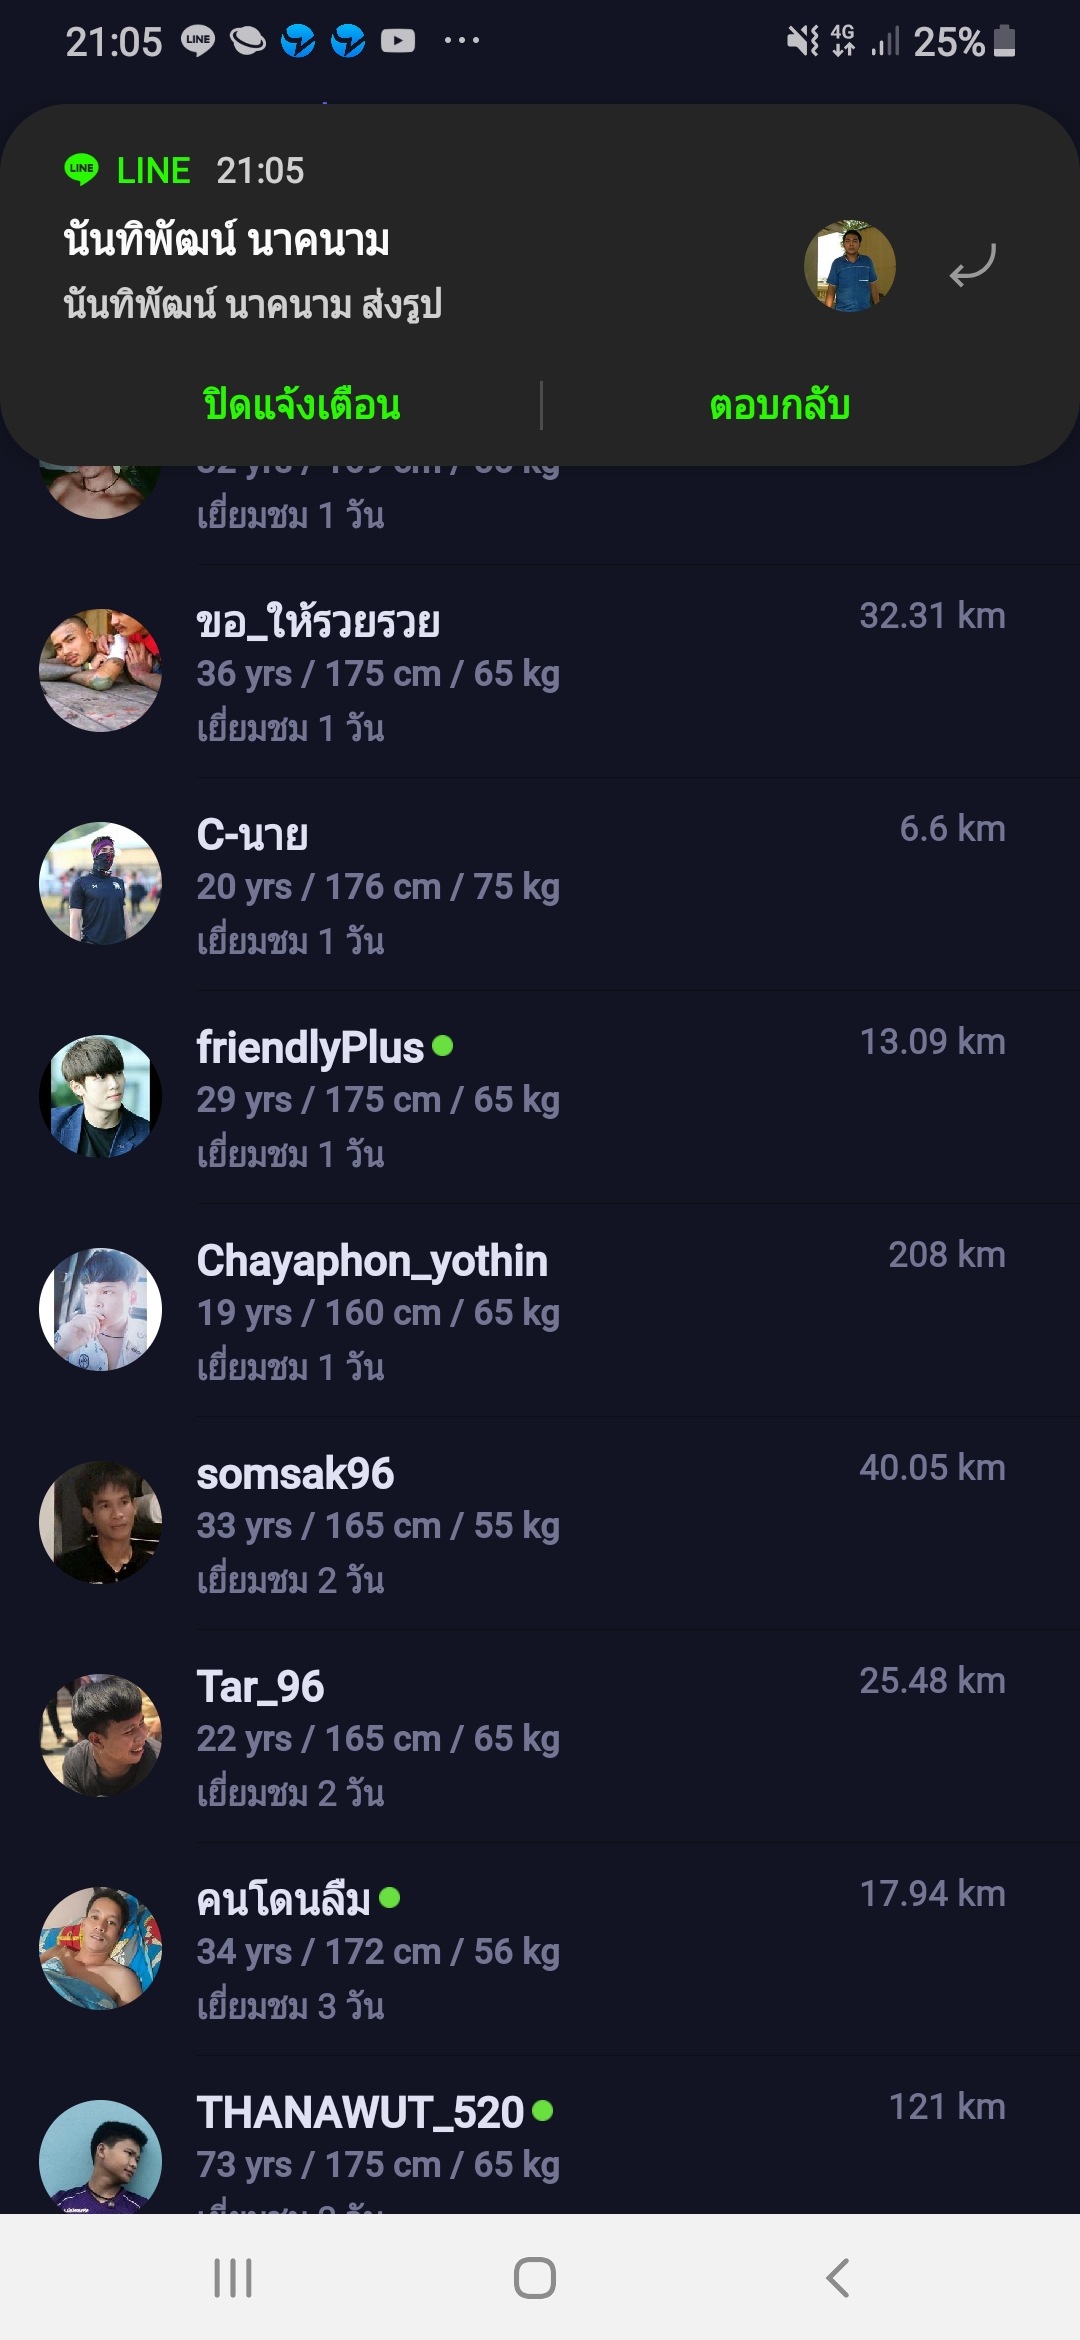 21:05 LINE 4G 25%
LINE 21:05
นันทิพัฒน์ นาคนาม
นันทิพัฒน์ นาคนาม ส่งรูป
ปิดแจ้งเตือน ตอบกลับ
เยี่ยมชม 1 วัน
ขอ_ให้รวยรวย 32.31 km
36 yrs / 175 cm / 65 kg
เยี่ยมชม 1 วัน
C-นาย 6.6 km
20 yrs / 176 cm / 75 kg
เยี่ยมชม 1 วัน
friendlyPlus 13.09 km
29 yrs / 175 cm / 65 kg
เยี่ยมชม 1 วัน
Chayaphon_yothin 208 km
19 yrs / 160 cm / 65 kg
เยี่ยมชม 1 วัน
somsak96 40.05 km
33 yrs / 165 cm / 55 kg
เยี่ยมชม 2 วัน
Tar_96 25.48 km
22 yrs / 165 cm / 65 kg
เยี่ยมชม 2 วัน
คนโดนลืม 17.94 km
34 yrs / 172 cm / 56 kg
เยี่ยมชม 3 วัน
THANAWUT_520 121 km
73 yrs / 175 cm / 65 kg